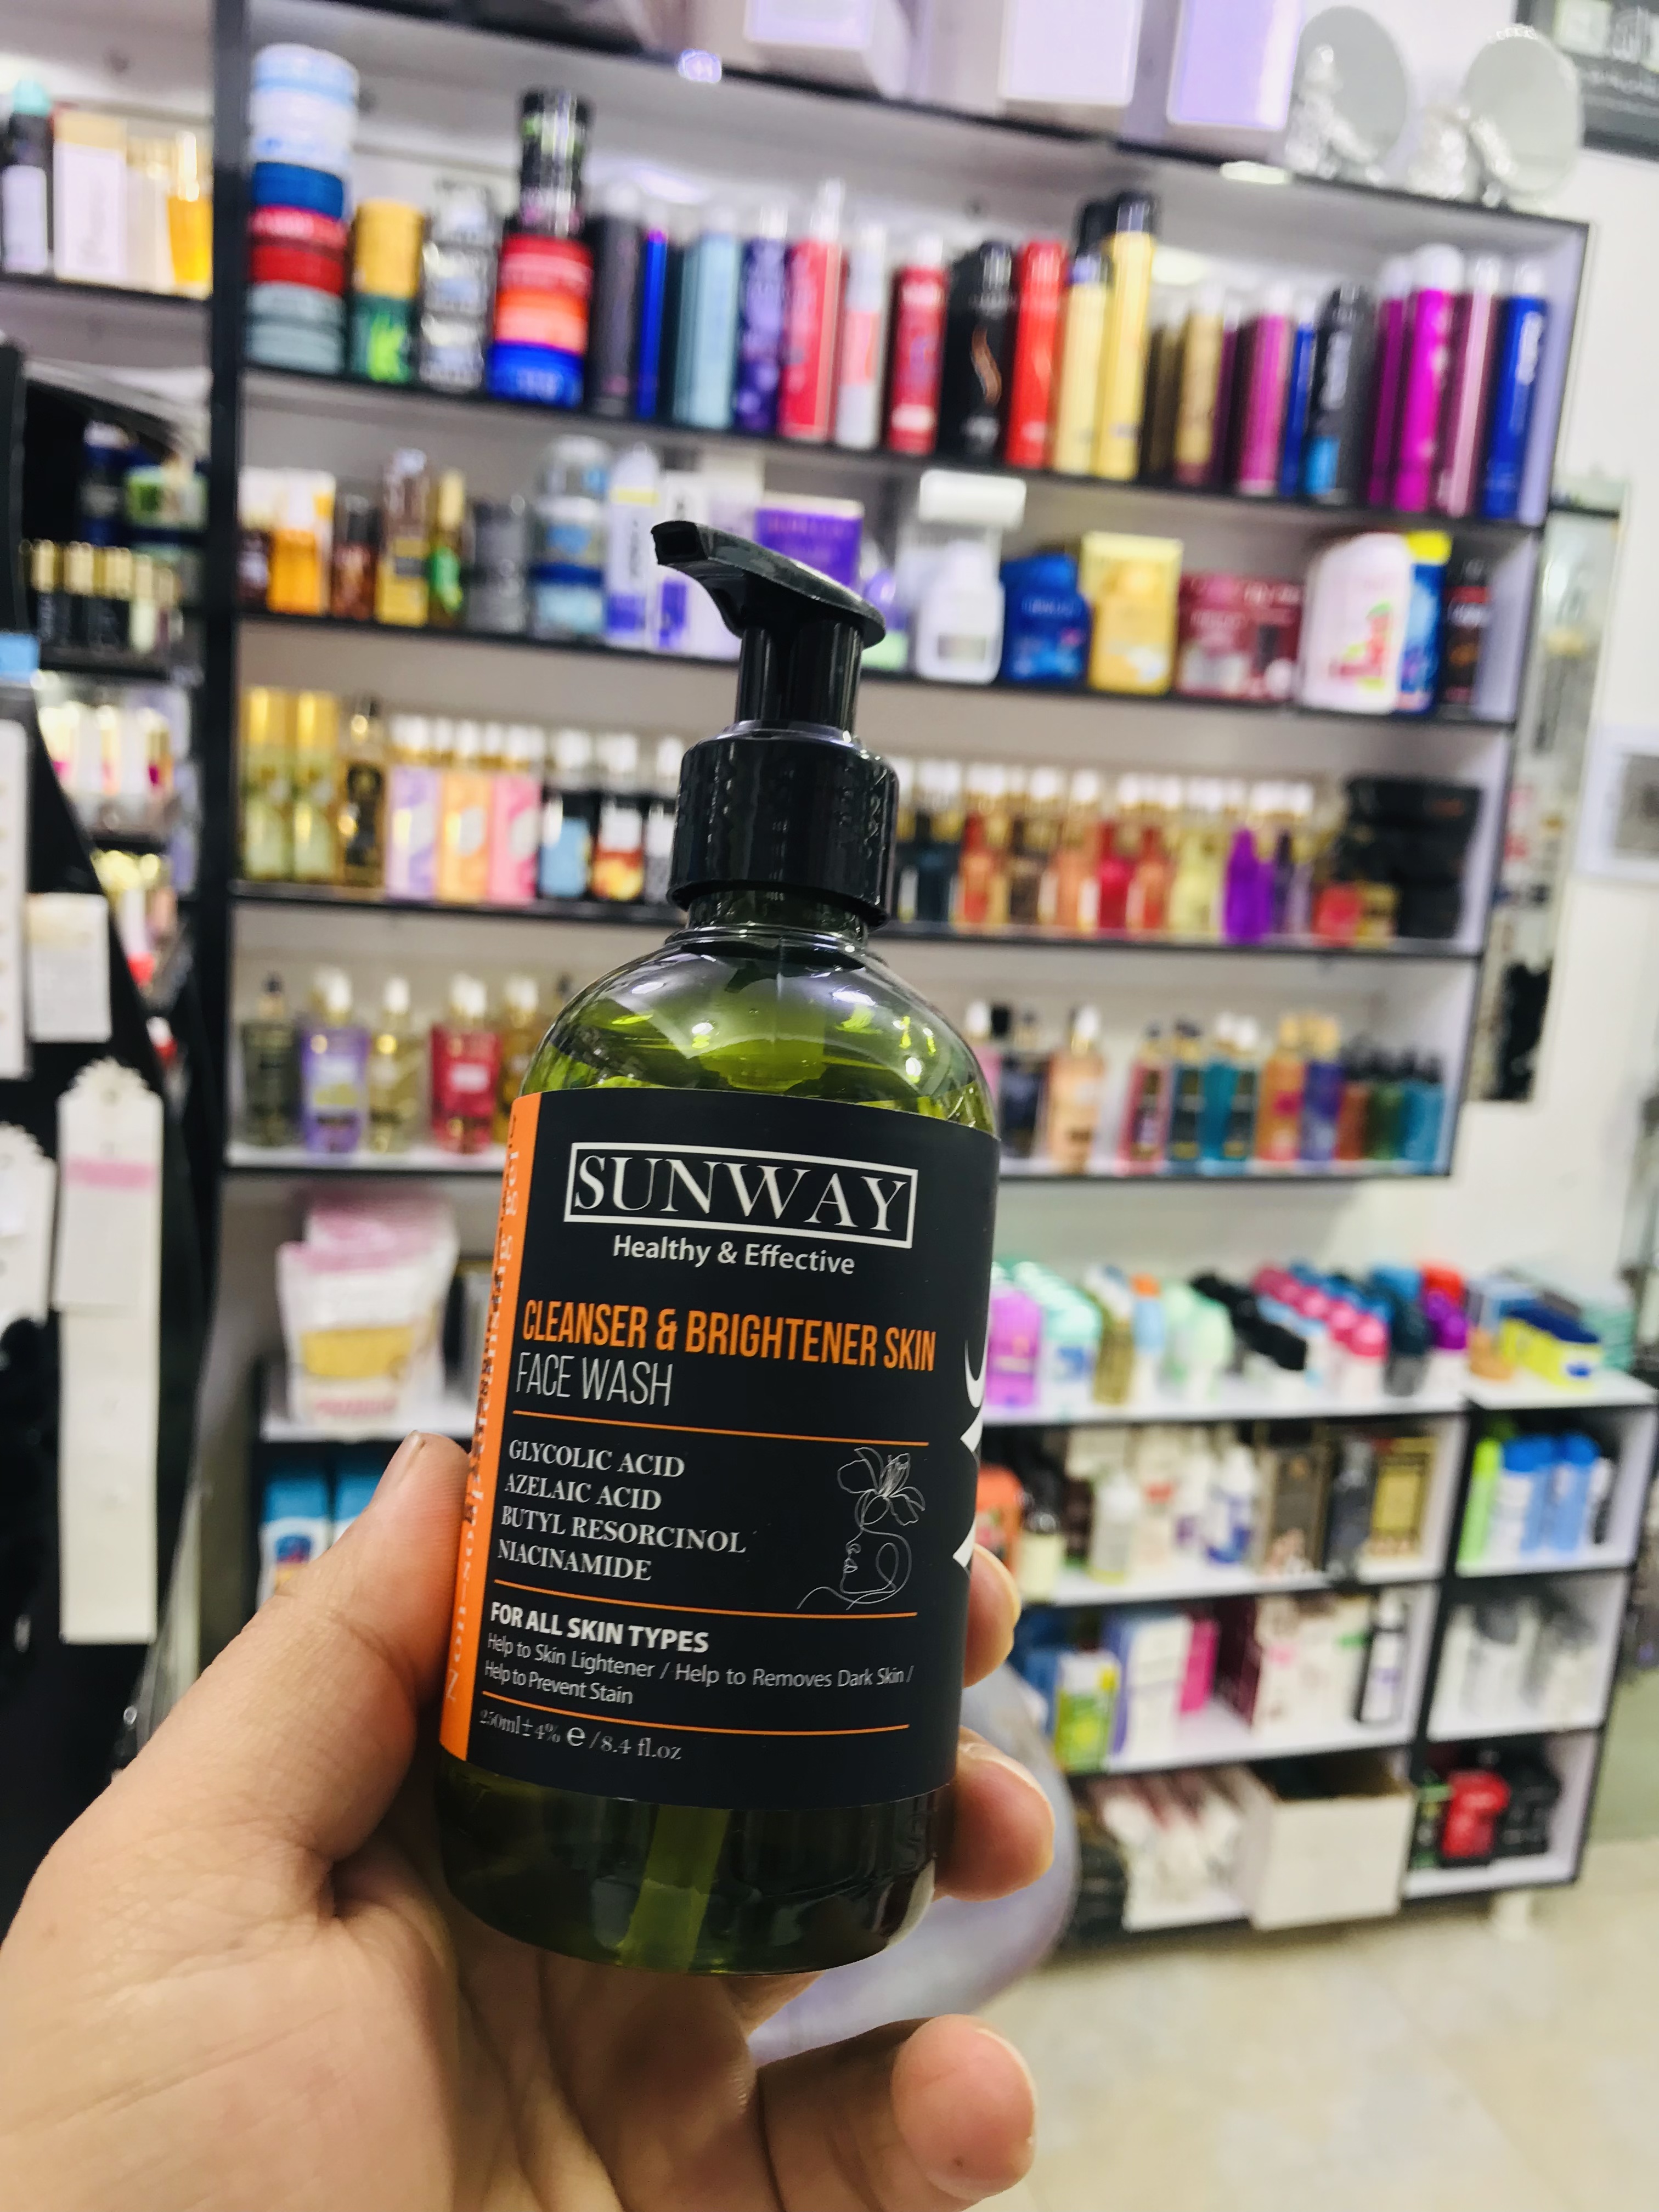 SUNWAY
Healthy & Effective
CLEANSER & BRIGHTENER SKIN
FACE WASH
GLYCOLIC ACID
AZELAIC ACID
BUTYL RESORCINOL
NIACINAMIDE
FOR ALL SKIN TYPES
Help to Skin Lightener / Help to Removes Dark Skin /
Help to Prevent Stain
250ml±4% ℮ /8.4 fl.oz